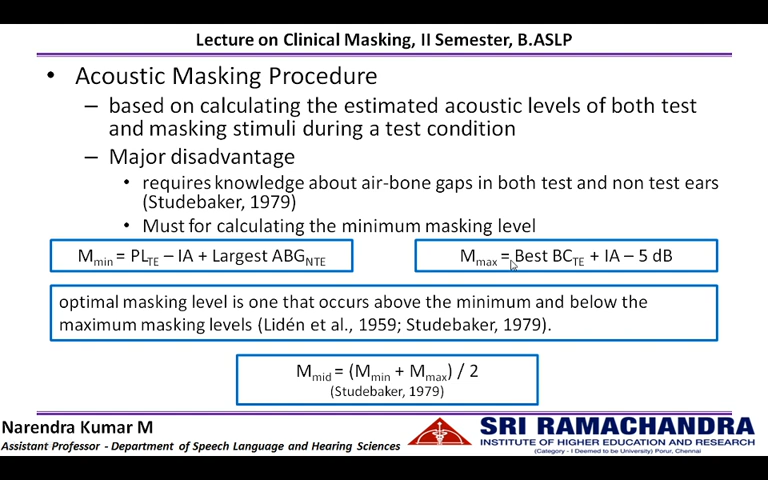 Lecture on Clinical Masking, II Semester, B.ASLP
• Acoustic Masking Procedure
– based on calculating the estimated acoustic levels of both test
and masking stimuli during a test condition
– Major disadvantage
• requires knowledge about air-bone gaps in both test and non test ears
(Studebaker, 1979)
• Must for calculating the minimum masking level
Mmin = PLTE – IA + Largest ABGNTE
Mmax = Best BCTE + IA – 5 dB
optimal masking level is one that occurs above the minimum and below the
maximum masking levels (Lidén et al., 1959; Studebaker, 1979).
Mmid = (Mmin + Mmax) / 2
(Studebaker, 1979)
Narendra Kumar M
Assistant Professor - Department of Speech Language and Hearing Sciences
SRI RAMACHANDRA
INSTITUTE OF HIGHER EDUCATION AND RESEARCH
(Category - I Deemed to be University) Porur, Chennai